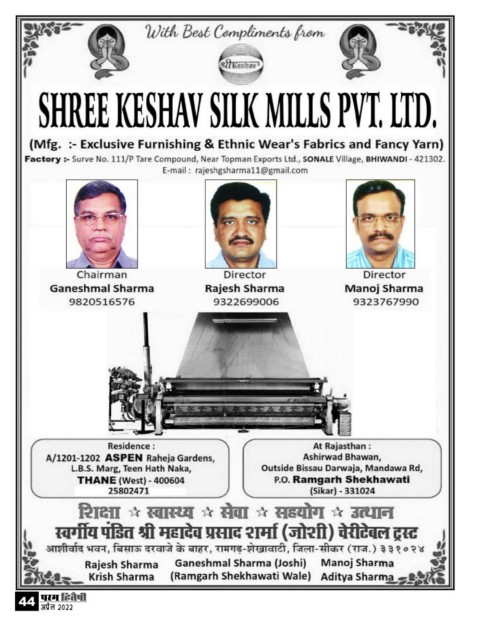 With Best Compliments from
श्री Keshav's
SHREE KESHAV SILK MILLS PVT. LTD.
(Mfg. :- Exclusive Furnishing & Ethnic Wear's Fabrics and Fancy Yarn)
Factory :- Surve No. 111/P Tare Compound, Near Topman Exports Ltd., SONALE Village, BHIWANDI - 421302.
E-mail : rajeshgsharma11@gmail.com
Chairman
Ganeshmal Sharma
9820516576
Director
Rajesh Sharma
9322699006
Director
Manoj Sharma
9323767990
Residence :
A/1201-1202 ASPEN Raheja Gardens,
L.B.S. Marg, Teen Hath Naka,
THANE (West) - 400604
25802471
At Rajasthan :
Ashirwad Bhawan,
Outside Bissau Darwaja, Mandawa Rd,
P.O. Ramgarh Shekhawati
(Sikar) - 331024
शिक्षा ☆ स्वास्थ्य ☆ सेवा ☆ सहयोग ☆ उत्थान
स्वर्गीय पंडित श्री महादेव प्रसाद शर्मा (जोशी) चेरीटेबल ट्रस्ट
आशीर्वाद भवन, बिसाऊ दरवाजे के बाहर, रामगढ़-शेखावाटी, जिला-सीकर (राज.) ३३१०२४
Rajesh Sharma Ganeshmal Sharma (Joshi) Manoj Sharma
Krish Sharma (Ramgarh Shekhawati Wale) Aditya Sharma
44 परम हितैषी
अप्रैल 2022